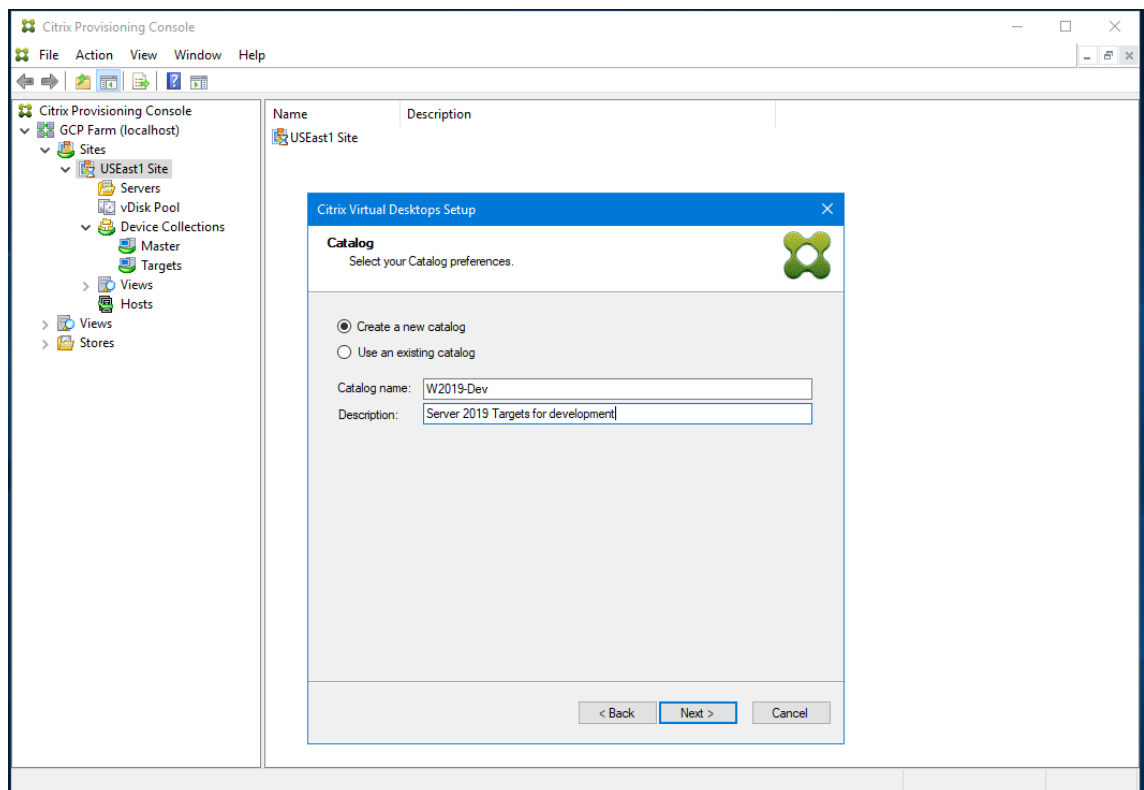 Citrix Provisioning Console
File Action View Window Help
Citrix Provisioning Console
GCP Farm (localhost)
Sites
USEast1 Site
Servers
vDisk Pool
Device Collections
Master
Targets
Views
Hosts
Views
Stores
Name Description
USEast1 Site
Citrix Virtual Desktops Setup
Catalog
Select your Catalog preferences.
Create a new catalog
Use an existing catalog
Catalog name: W2019-Dev
Description: Server 2019 Targets for development
< Back Next > Cancel